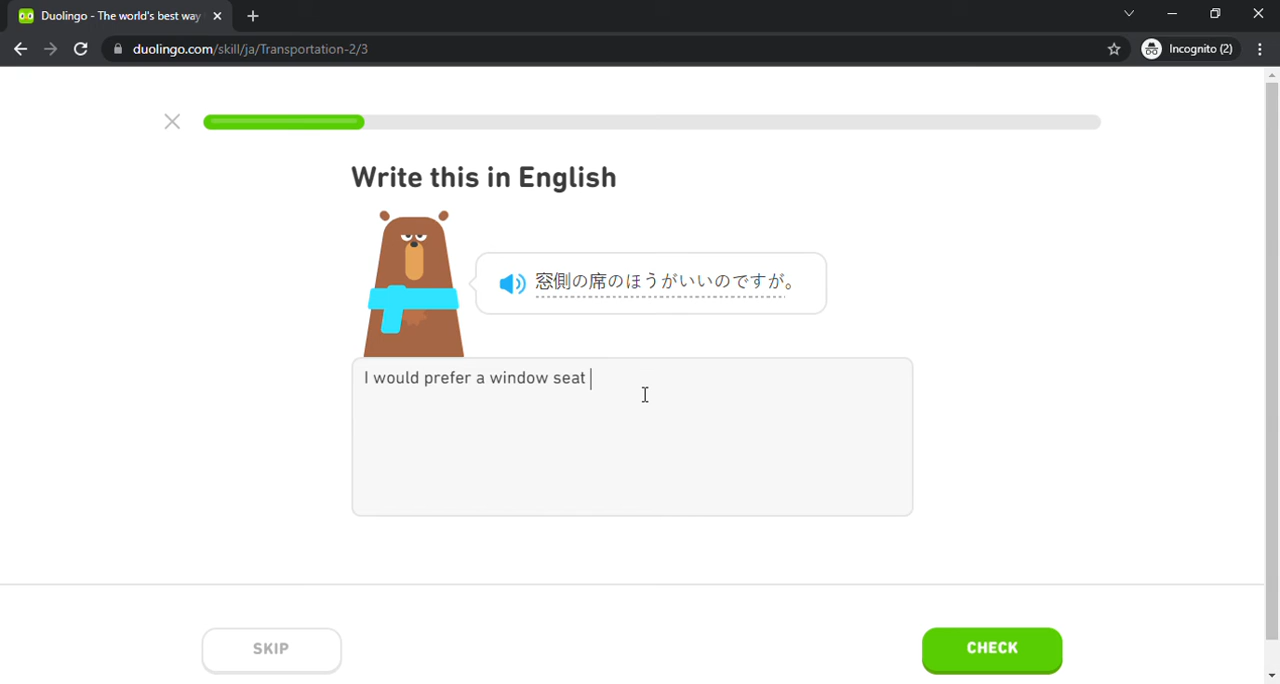 Duolingo - The world's best way
duolingo.com/skill/ja/Transportation-2/3
Incognito (2)
Write this in English
窓側の席のほうがいいのですが。
I would prefer a window seat
SKIP
CHECK